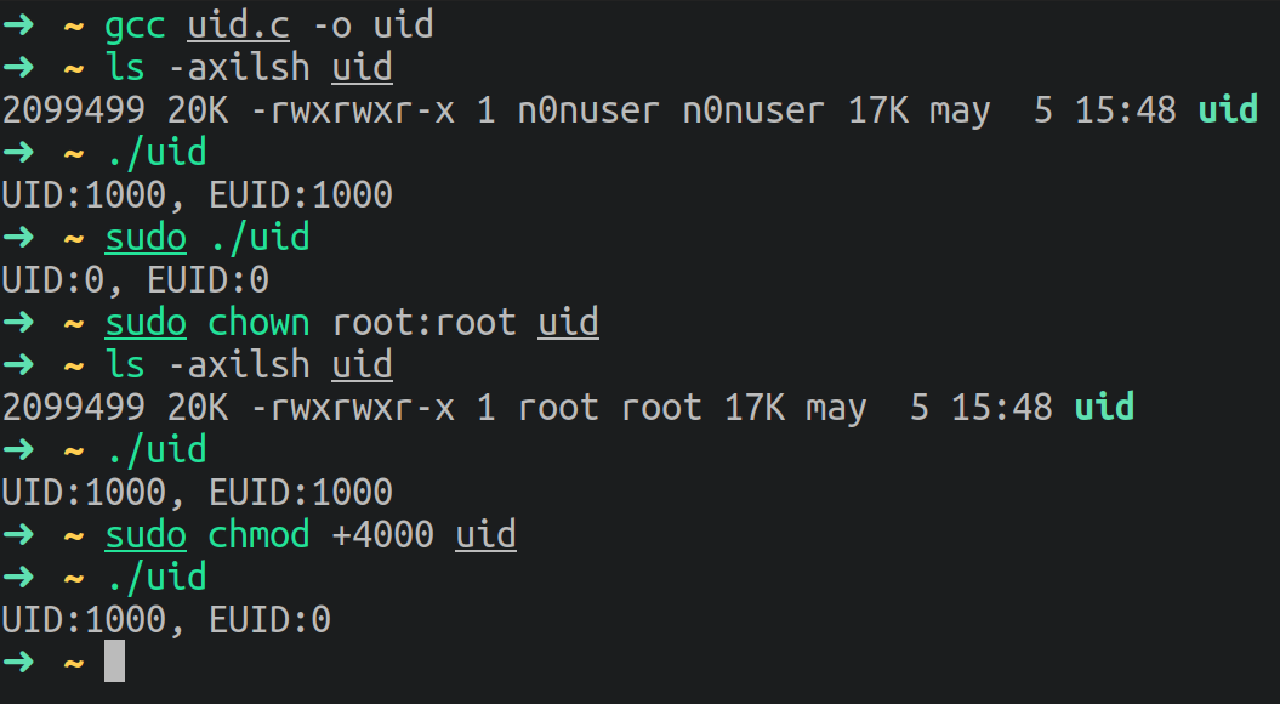 ➜ ~ gcc uid.c -o uid
➜ ~ ls -axilsh uid
2099499 20K -rwxrwxr-x 1 n0nuser n0nuser 17K may  5 15:48 uid
➜ ~ ./uid
UID:1000, EUID:1000
➜ ~ sudo ./uid
UID:0, EUID:0
➜ ~ sudo chown root:root uid
➜ ~ ls -axilsh uid
2099499 20K -rwxrwxr-x 1 root root 17K may  5 15:48 uid
➜ ~ ./uid
UID:1000, EUID:1000
➜ ~ sudo chmod +4000 uid
➜ ~ ./uid
UID:1000, EUID:0
➜ ~